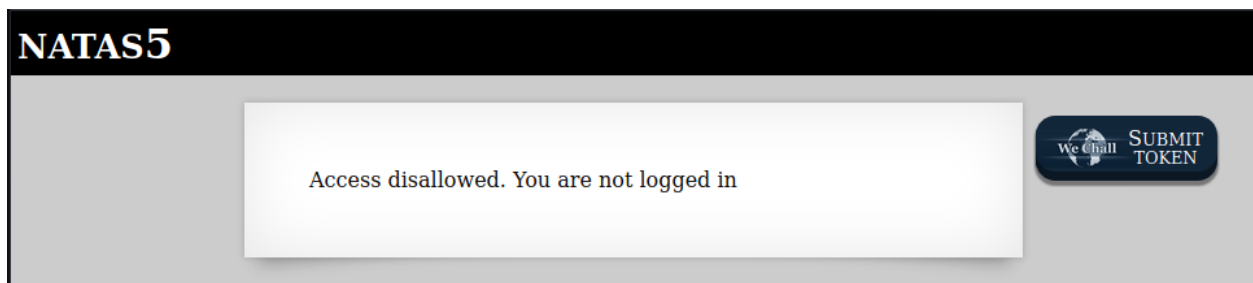 NATAS5
Access disallowed. You are not logged in
We Chall
SUBMIT
TOKEN